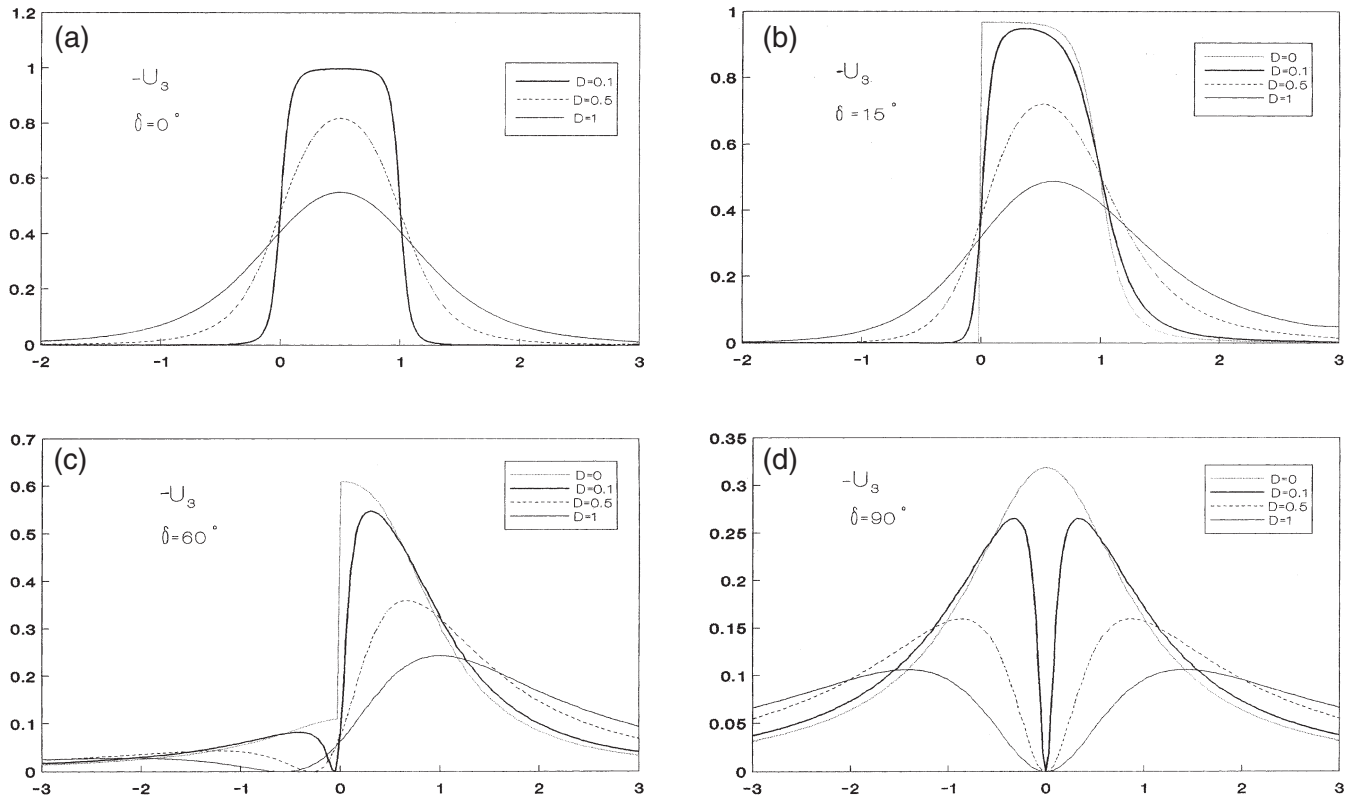 (a)
1.2
1
0.8
0.6
0.4
0.2
0
-U3
δ=0°
D=0.1
D=0.5
D=1
-2 -1 0 1 2 3
(b)
1
0.8
0.6
0.4
0.2
0
-U3
δ=15°
D=0
D=0.1
D=0.5
D=1
-2 -1 0 1 2 3
(c)
0.7
0.6
0.5
0.4
0.3
0.2
0.1
0
-U3
δ=60°
D=0
D=0.1
D=0.5
D=1
-3 -2 -1 0 1 2 3
(d)
0.35
0.3
0.25
0.2
0.15
0.1
0.05
0
-U3
δ=90°
D=0
D=0.1
D=0.5
D=1
-3 -2 -1 0 1 2 3